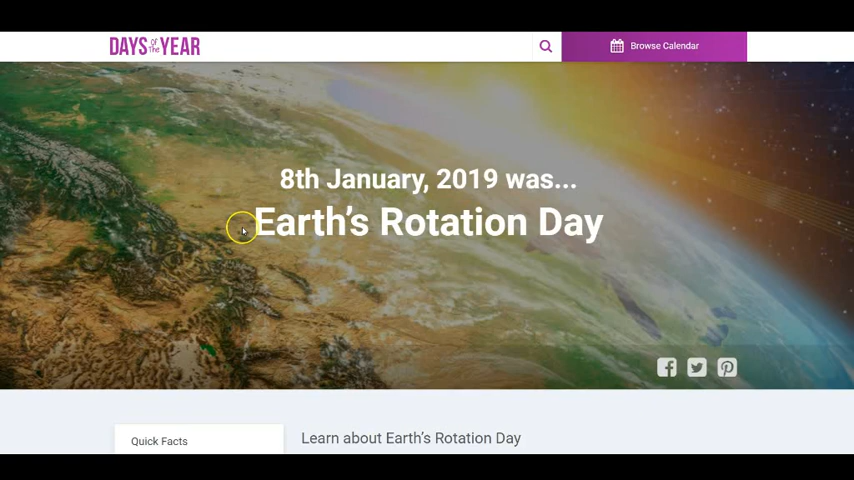 DAYS OF THE YEAR
Browse Calendar
8th January, 2019 was...
Earth's Rotation Day
Quick Facts
Learn about Earth's Rotation Day